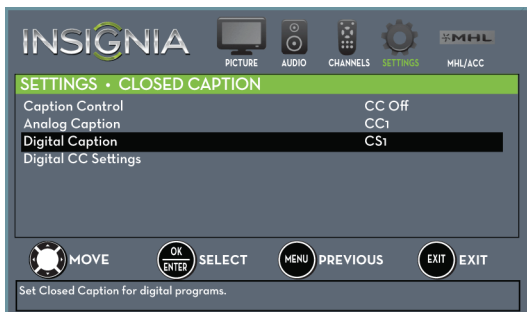 INSIGNIA
PICTURE AUDIO CHANNELS SETTINGS MHL MHL/ACC
SETTINGS • CLOSED CAPTION
Caption Control CC Off
Analog Caption CC1
Digital Caption CS1
Digital CC Settings
MOVE OK ENTER SELECT MENU PREVIOUS EXIT EXIT
Set Closed Caption for digital programs.